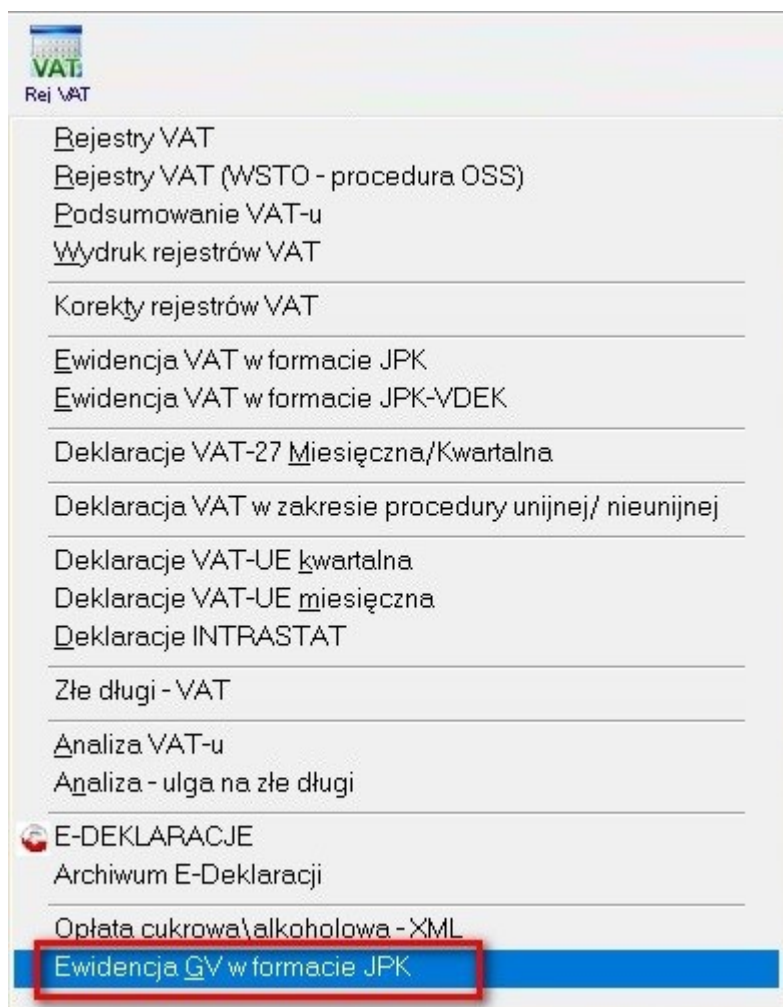 VAT
Rej VAT
Rejestry VAT
Rejestry VAT (WSTO - procedura OSS)
Podsumowanie VAT-u
Wydruk rejestrów VAT
Korekty rejestrów VAT
Ewidencja VAT w formacie JPK
Ewidencja VAT w formacie JPK-VDEK
Deklaracje VAT-27 Miesięczna/Kwartalna
Deklaracja VAT w zakresie procedury unijnej/ nieunijnej
Deklaracje VAT-UE kwartalna
Deklaracje VAT-UE miesięczna
Deklaracje INTRASTAT
Złe długi - VAT
Analiza VAT-u
Analiza - ulga na złe długi
E-DEKLARACJE
Archiwum E-Deklaracji
Opłata cukrowa\alkoholowa - XML
Ewidencja GV w formacie JPK